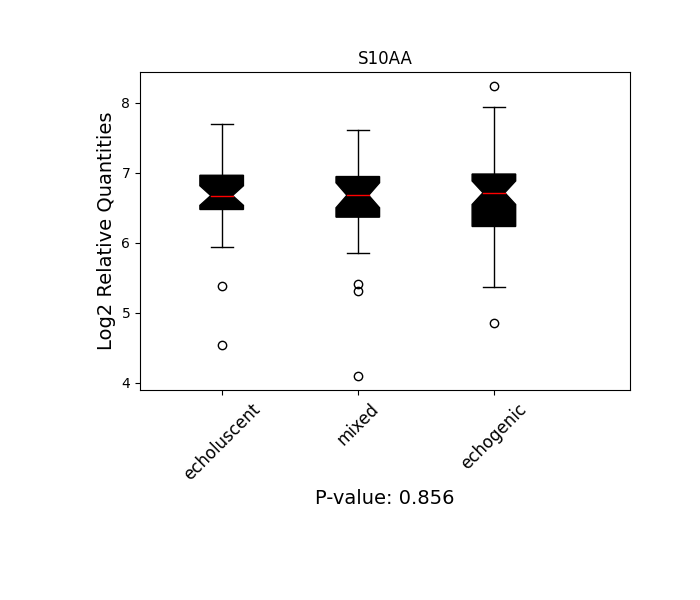 S10AA
Log2 Relative Quantities
8
7
6
5
4
echoluscent
mixed
echogenic
P-value: 0.856